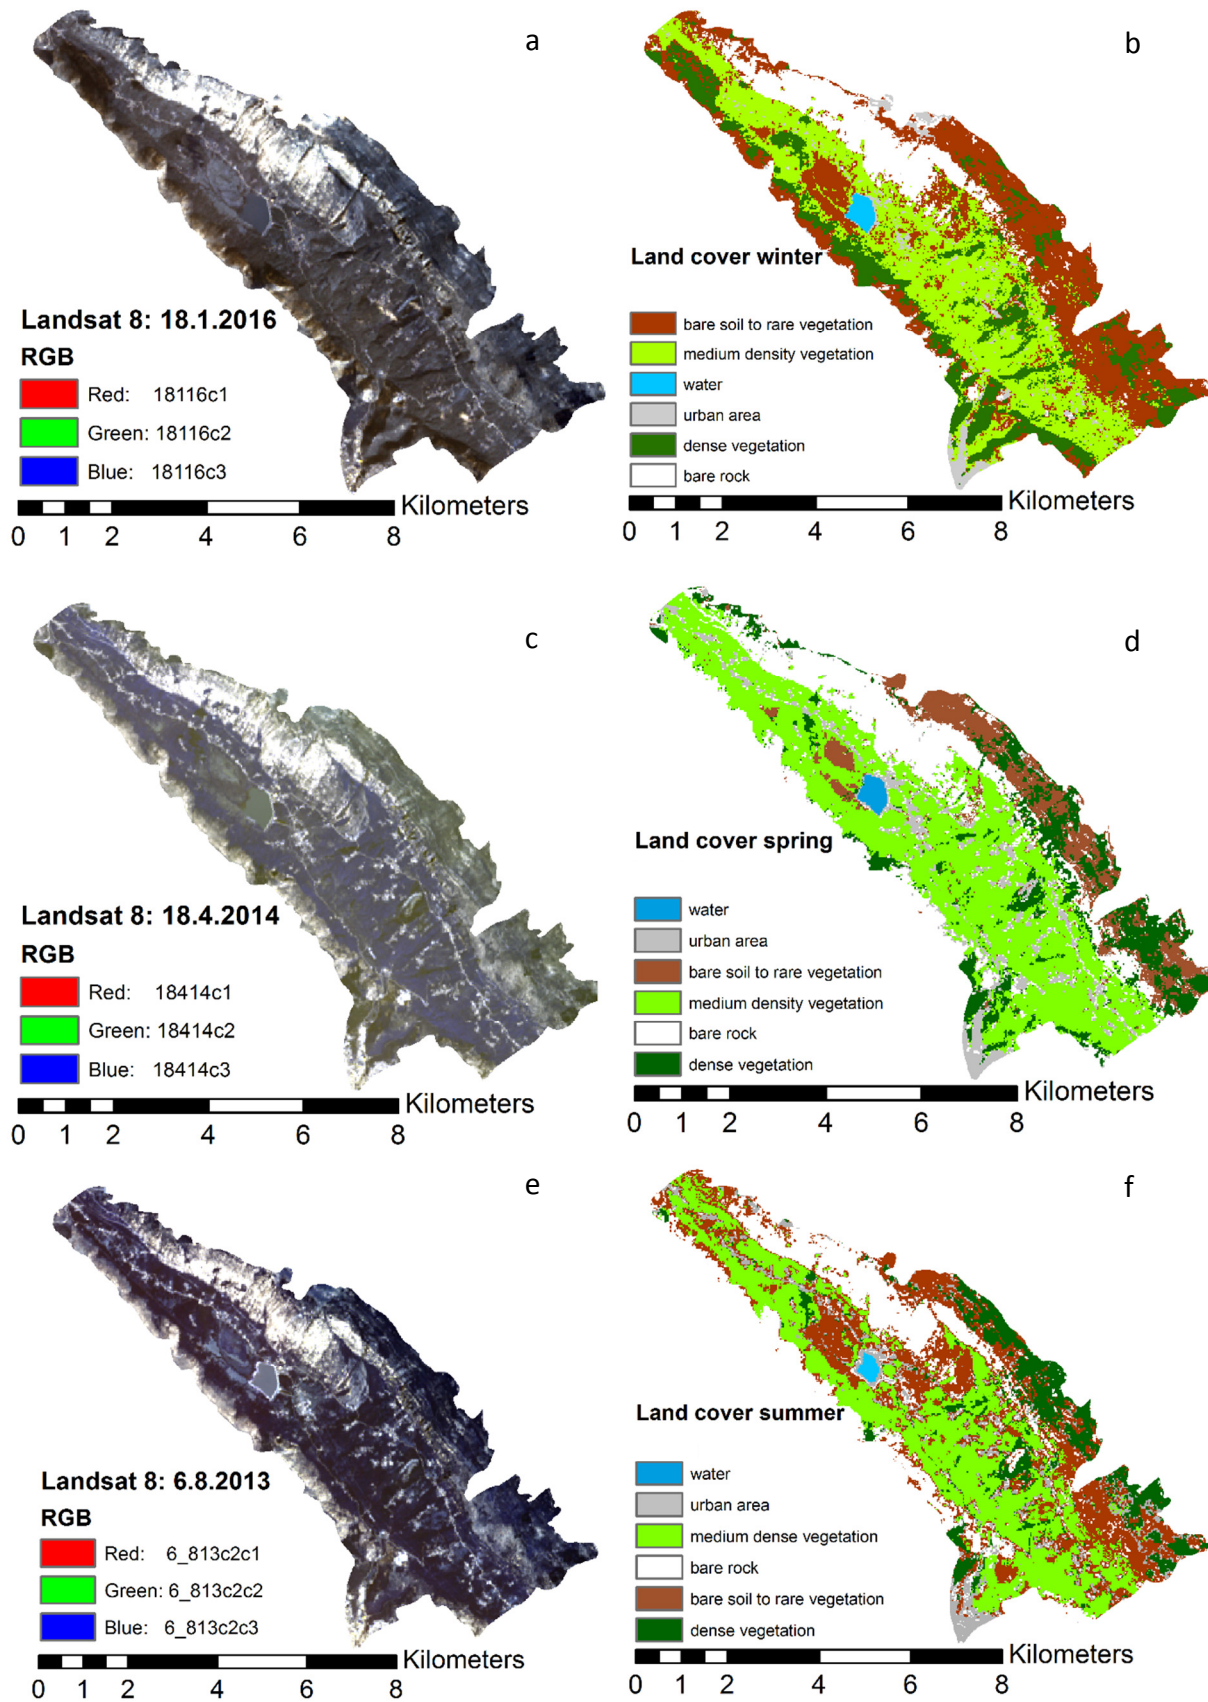 a
Landsat 8: 18.1.2016
RGB
Red: 18116c1
Green: 18116c2
Blue: 18116c3
Kilometers
0 1 2 4 6 8
b
Land cover winter
bare soil to rare vegetation
medium density vegetation
water
urban area
dense vegetation
bare rock
Kilometers
0 1 2 4 6 8
c
Landsat 8: 18.4.2014
RGB
Red: 18414c1
Green: 18414c2
Blue: 18414c3
Kilometers
0 1 2 4 6 8
d
Land cover spring
water
urban area
bare soil to rare vegetation
medium density vegetation
bare rock
dense vegetation
Kilometers
0 1 2 4 6 8
e
Landsat 8: 6.8.2013
RGB
Red: 6_813c2c1
Green: 6_813c2c2
Blue: 6_813c2c3
Kilometers
0 1 2 4 6 8
f
Land cover summer
water
urban area
medium dense vegetation
bare rock
bare soil to rare vegetation
dense vegetation
Kilometers
0 1 2 4 6 8